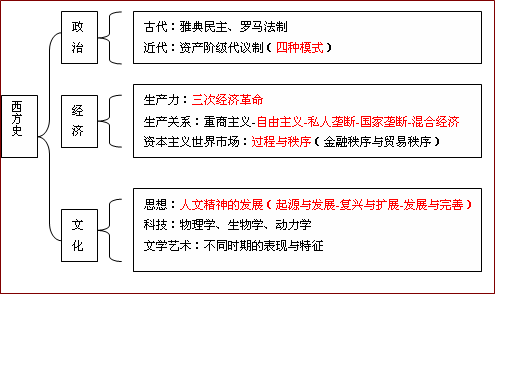 西方史
政治
古代：雅典民主、罗马法制
近代：资产阶级代议制（四种模式）
经济
生产力：三次经济革命
生产关系：重商主义-自由主义-私人垄断-国家垄断-混合经济
资本主义世界市场：过程与秩序（金融秩序与贸易秩序）
文化
思想：人文精神的发展（起源与发展-复兴与扩展-发展与完善）
科技：物理学、生物学、动力学
文学艺术：不同时期的表现与特征